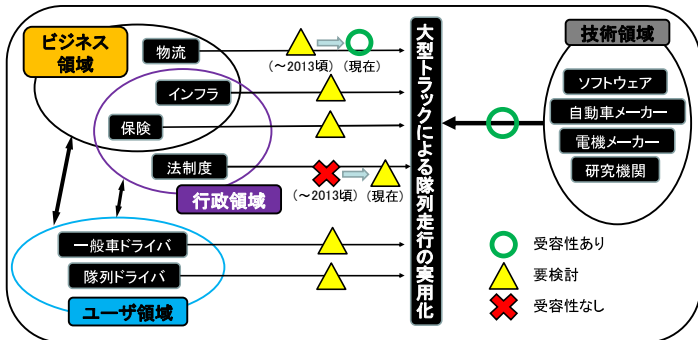 ビジネス
領域
物流
(～2013頃)
(現在)
インフラ
保険
法制度
(～2013頃)
(現在)
行政領域
一般車ドライバ
隊列ドライバ
ユーザ領域
大型トラックによる隊列走行の実用化
技術領域
ソフトウェア
自動車メーカー
電機メーカー
研究機関
受容性あり
要検討
受容性なし